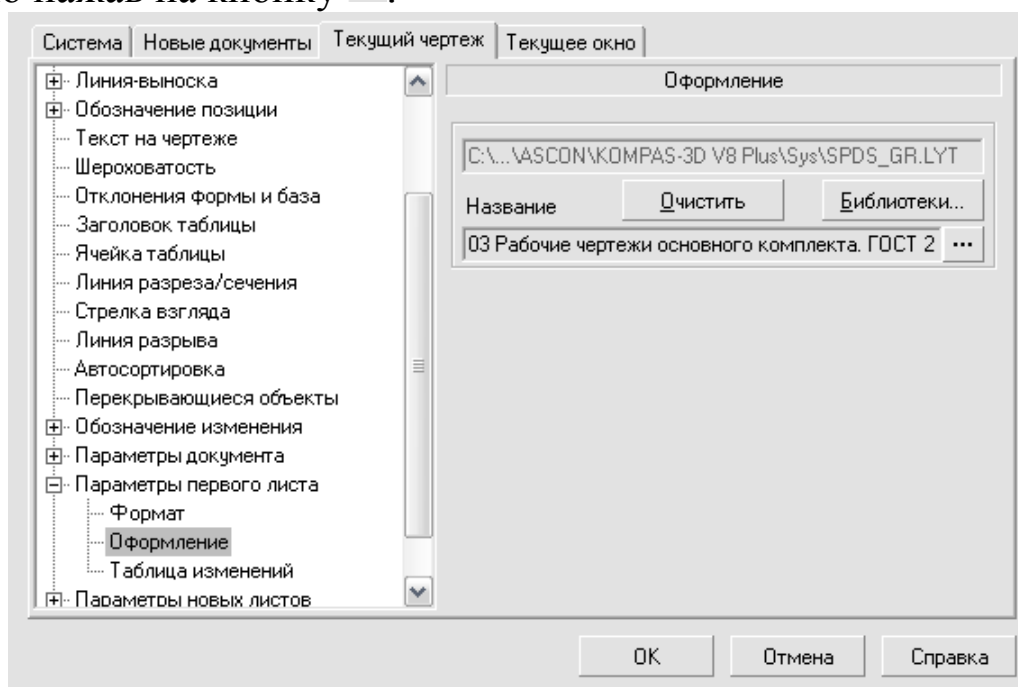 нажав на кнопку
Система Новые документы Текущий чертеж Текущее окно
Линия-выноска
Обозначение позиции
Текст на чертеже
Шероховатость
Отклонения формы и база
Заголовок таблицы
Ячейка таблицы
Линия разреза/сечения
Стрелка взгляда
Линия разрыва
Автосортировка
Перекрывающиеся объекты
Обозначение изменения
Параметры документа
Параметры первого листа
Формат
Оформление
Таблица изменений
Параметры новых листов
Оформление
C:\...\ASCON\KOMPAS-3D V8 Plus\Sys\SPDS_GR.LYT
Название Очистить Библиотеки...
03 Рабочие чертежи основного комплекта. ГОСТ 2 ...
OK Отмена Справка